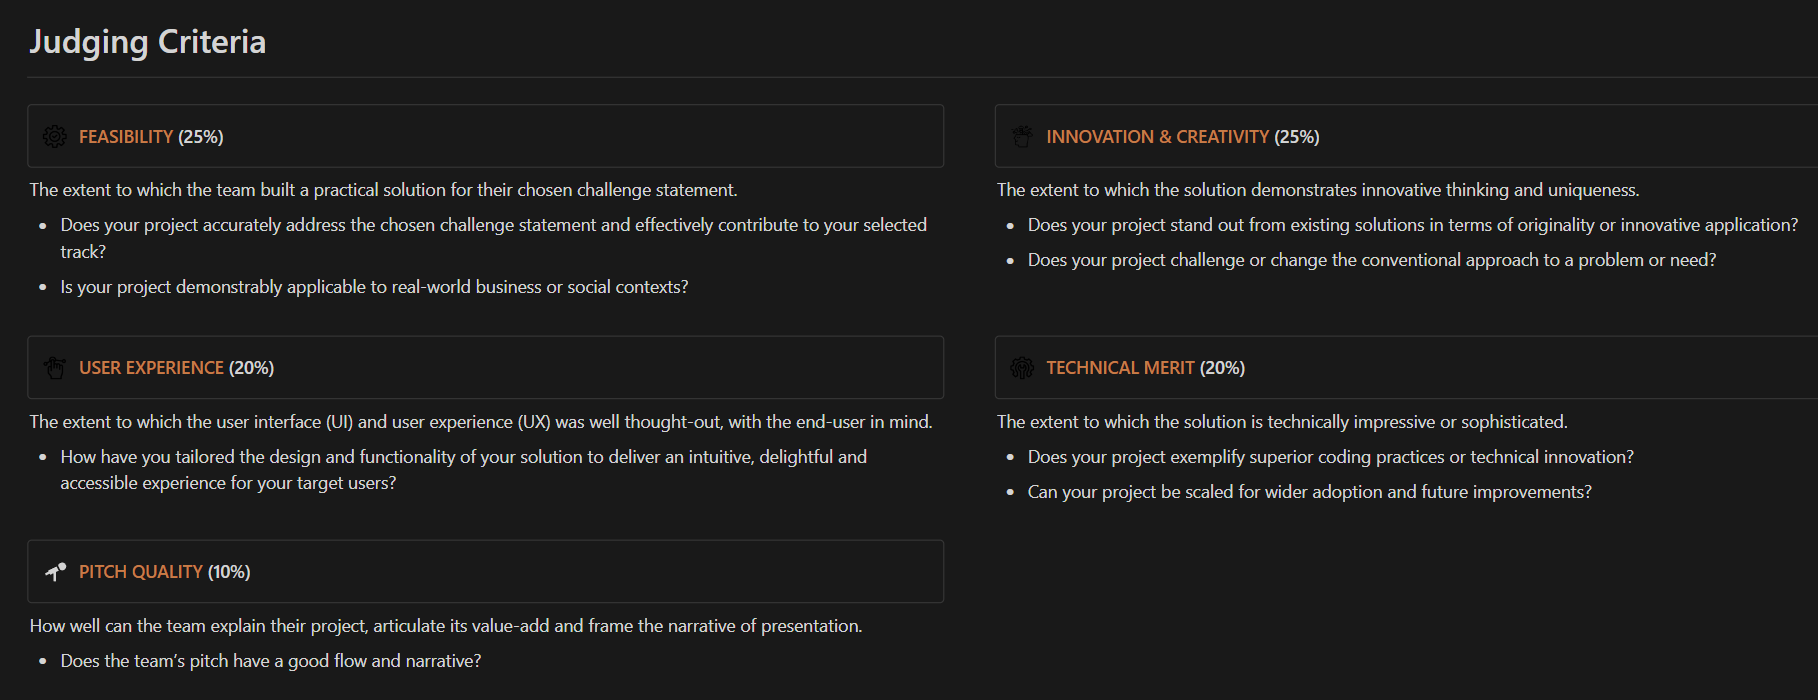 Judging Criteria
FEASIBILITY (25%)
The extent to which the team built a practical solution for their chosen challenge statement.
• Does your project accurately address the chosen challenge statement and effectively contribute to your selected
track?
• Is your project demonstrably applicable to real-world business or social contexts?
INNOVATION & CREATIVITY (25%)
The extent to which the solution demonstrates innovative thinking and uniqueness.
• Does your project stand out from existing solutions in terms of originality or innovative application?
• Does your project challenge or change the conventional approach to a problem or need?
USER EXPERIENCE (20%)
The extent to which the user interface (UI) and user experience (UX) was well thought-out, with the end-user in mind.
• How have you tailored the design and functionality of your solution to deliver an intuitive, delightful and
accessible experience for your target users?
TECHNICAL MERIT (20%)
The extent to which the solution is technically impressive or sophisticated.
• Does your project exemplify superior coding practices or technical innovation?
• Can your project be scaled for wider adoption and future improvements?
PITCH QUALITY (10%)
How well can the team explain their project, articulate its value-add and frame the narrative of presentation.
• Does the team’s pitch have a good flow and narrative?